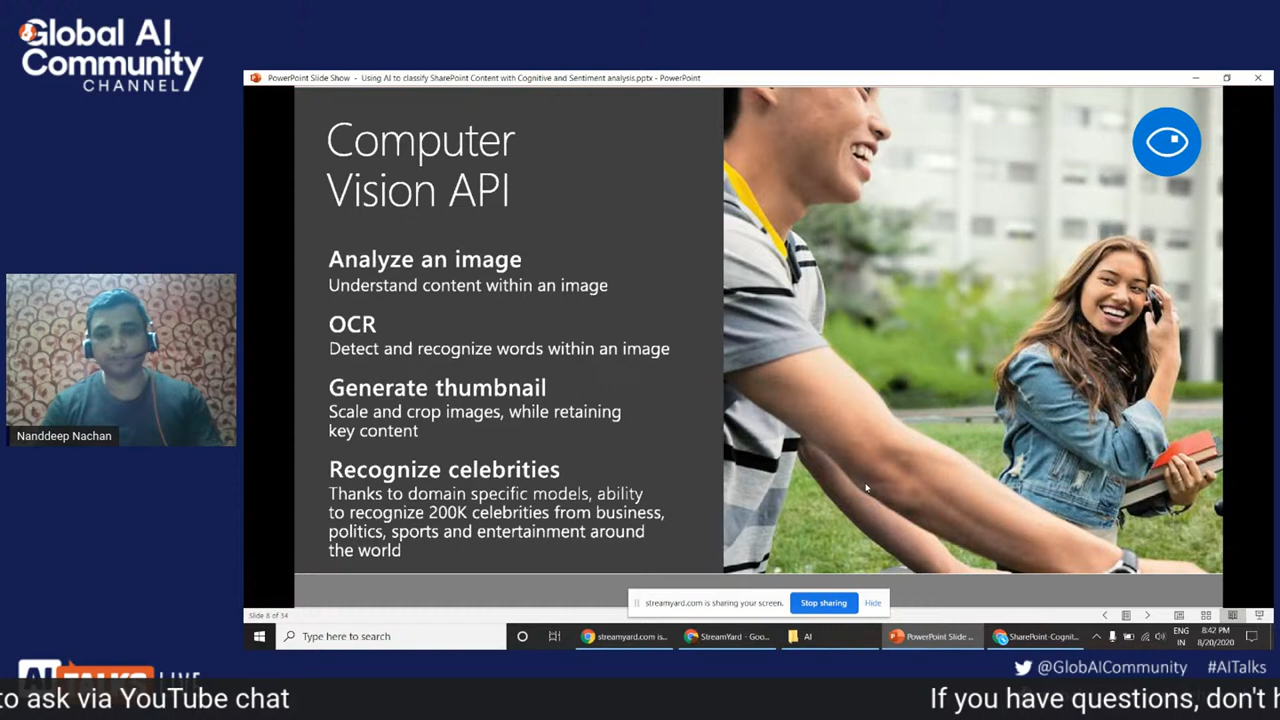 Global AI
Community
CHANNEL
PowerPoint Slide Show - Using AI to classify SharePoint Content with Cognitive and Sentiment analysis.pptx - PowerPoint
Computer
Vision API
Analyze an image
Understand content within an image
OCR
Detect and recognize words within an image
Generate thumbnail
Scale and crop images, while retaining
key content
Recognize celebrities
Thanks to domain specific models, ability
to recognize 200K celebrities from business,
politics, sports and entertainment around
the world
Nanddeep Nachan
streamyard.com is sharing your screen.
Stop sharing
Hide
Slide 8 of 34
Type here to search
streamyard.com is...
StreamYard - Goo...
AI
PowerPoint Slide ...
SharePoint-Cognit...
ENG
IN
8:42 PM
8/20/2020
AI
TALKS
LIVE
@GlobAICommunity
#AITalks
to ask via YouTube chat
If you have questions, don't h